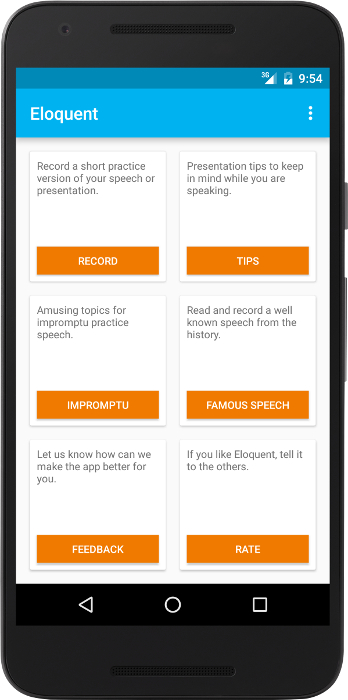 3G 9:54
Eloquent
Record a short practice
version of your speech or
presentation.
RECORD
Presentation tips to keep
in mind while you are
speaking.
TIPS
Amusing topics for
impromptu practice
speech.
IMPROMPTU
Read and record a well
known speech from the
history.
FAMOUS SPEECH
Let us know how can we
make the app better for
you.
FEEDBACK
If you like Eloquent, tell it
to the others.
RATE